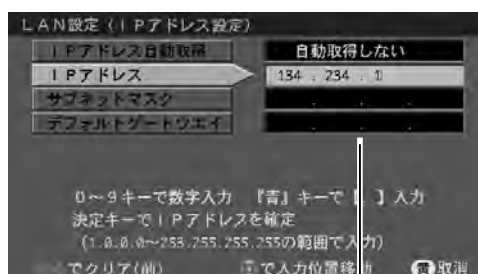 LAN設定(IPアドレス設定)
IPアドレス自動取得 自動取得しない
IPアドレス 134 . 234 . 1
サブネットマスク . . .
デフォルトゲートウエイ . . .
0〜9キーで数字入力 『青』キーで【.】入力
決定キーでIPアドレスを確定
(1.0.0.0〜253.255.255.255の範囲で入力)
でクリア(前) で入力位置移動 取消